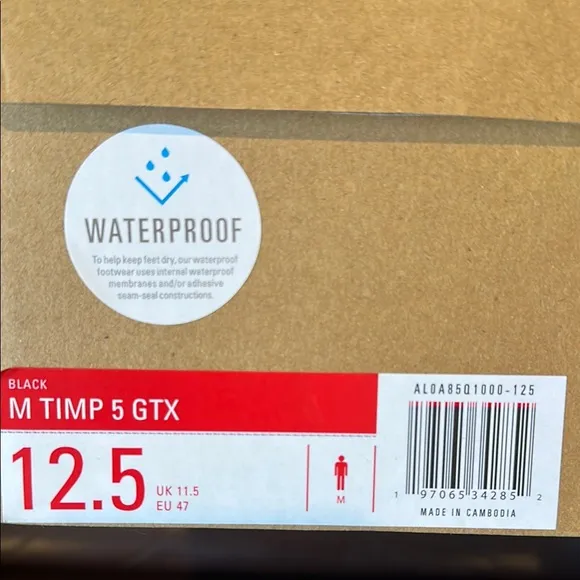 WATERPROOF
To help keep feet dry, our waterproof
footwear uses internal waterproof
membranes and/or adhesive
seam-seal constructions.
BLACK
M TIMP 5 GTX
12.5
UK 11.5
EU 47
M
AL0A85Q1000-125
1 97065 34285 2
MADE IN CAMBODIA